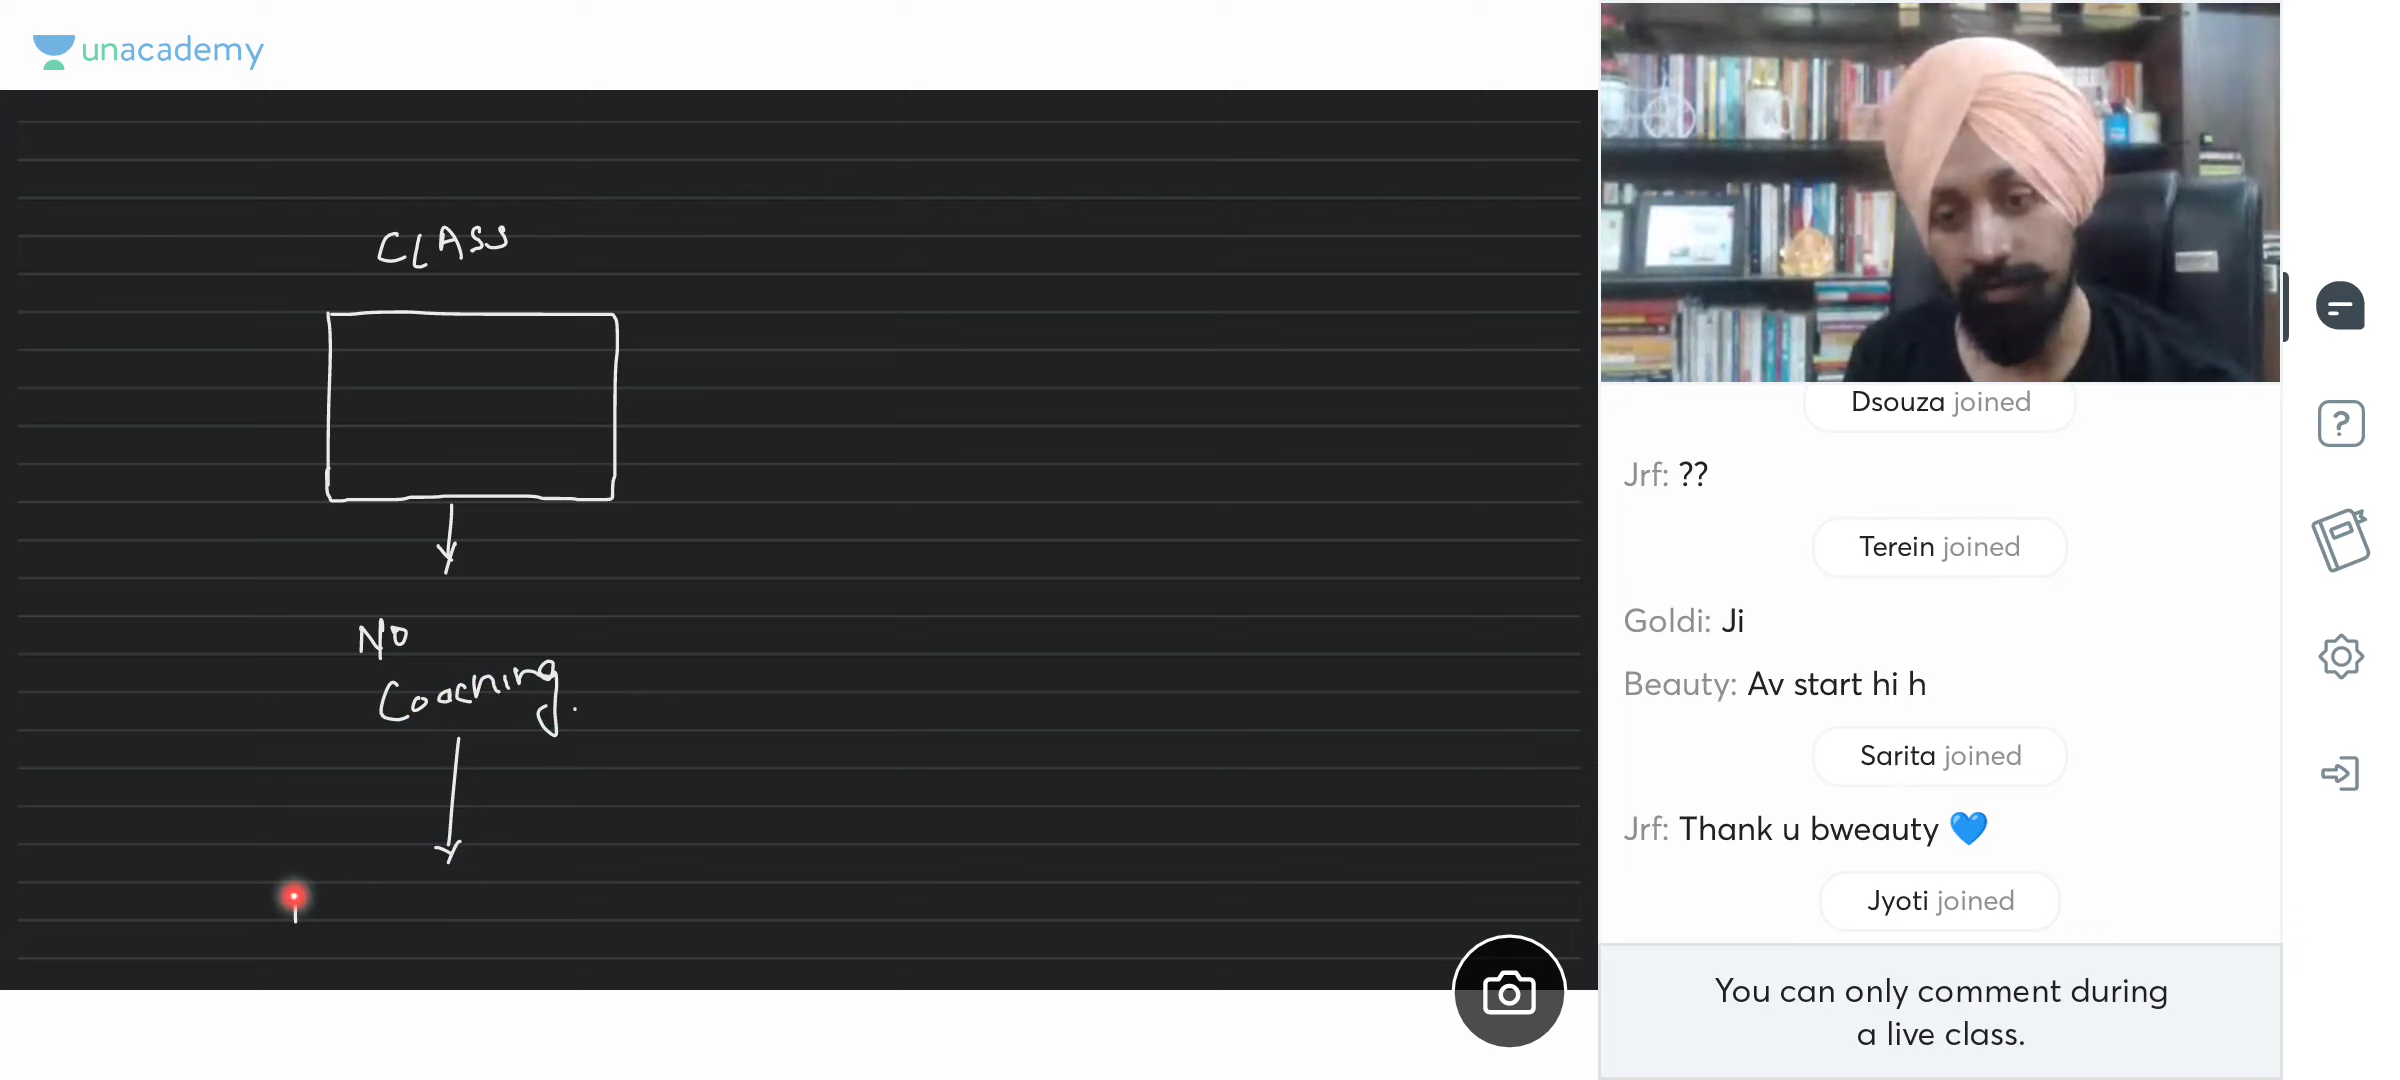 unacademy
CLASS
NO
Coaching.
Dsouza joined
Jrf: ??
Terein joined
Goldi: Ji
Beauty: Av start hi h
Sarita joined
Jrf: Thank u bweauty 💙
Jyoti joined
You can only comment during
a live class.